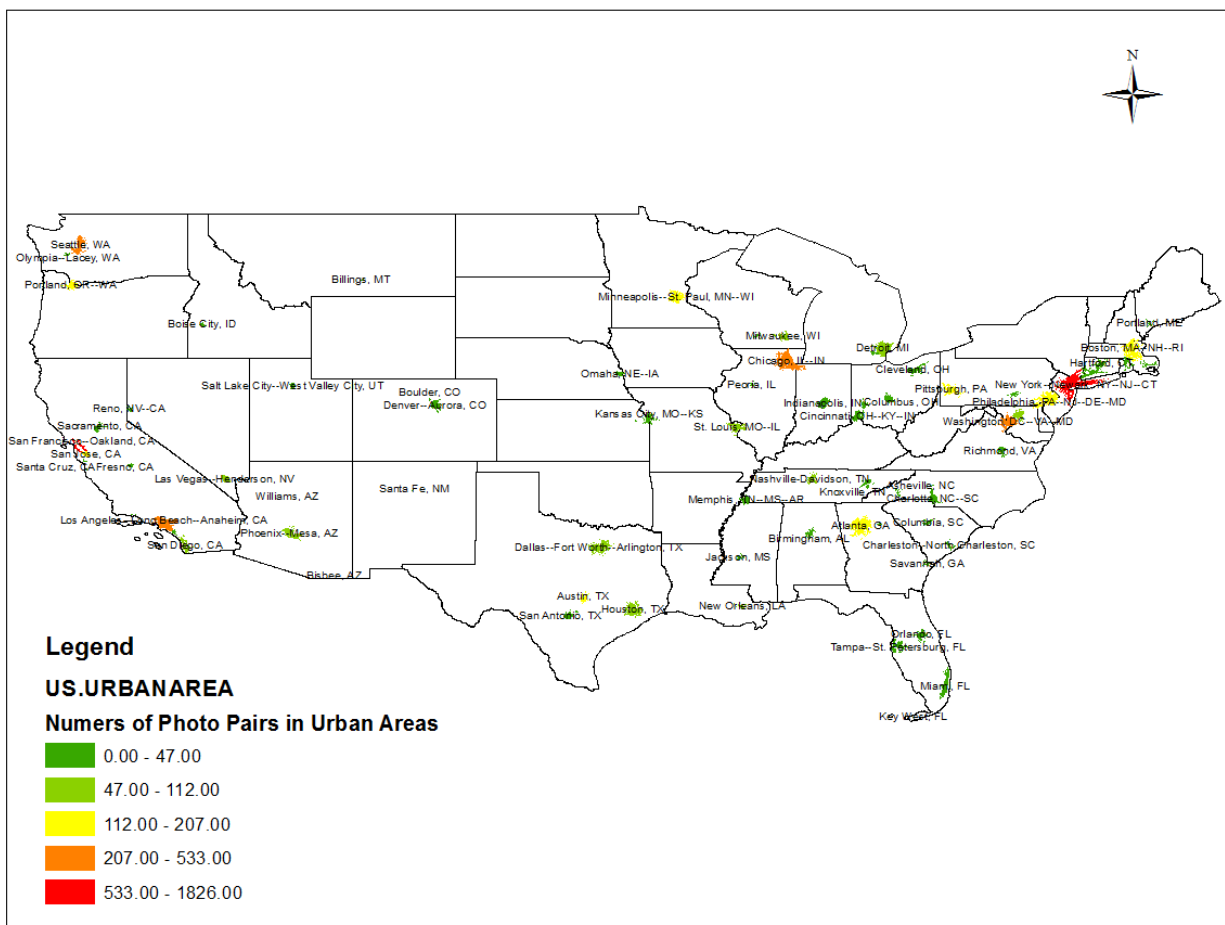 N
Seattle, WA
Olympia--Lacey, WA
Portland, OR--WA
Billings, MT
Minneapolis--St. Paul, MN--WI
Boise City, ID
Portland, ME
Milwaukee, WI
Detroit, MI
Boston, MA--NH--RI
Chicago, IL--IN
Cleveland, OH
Hartford, CT
Salt Lake City--West Valley City, UT
Boulder, CO
Denver--Aurora, CO
Omaha, NE--IA
Peoria, IL
Pittsburgh, PA
New York--Newark, NY--NJ--CT
Indianapolis, IN
Columbus, OH
Philadelphia, PA--NJ--DE--MD
Reno, NV--CA
Kansas City, MO--KS
Cincinnati, OH--KY--IN
Sacramento, CA
St. Louis, MO--IL
Washington, DC--VA--MD
San Francisco--Oakland, CA
San Jose, CA
Richmond, VA
Santa Cruz, CA
Fresno, CA
Las Vegas--Henderson, NV
Nashville-Davidson, TN
Asheville, NC
Santa Fe, NM
Knoxville, TN
Williams, AZ
Memphis, TN--MS--AR
Charlotte, NC--SC
Los Angeles--Long Beach--Anaheim, CA
Phoenix--Mesa, AZ
Atlanta, GA
Columbia, SC
Birmingham, AL
San Diego, CA
Dallas--Fort Worth--Arlington, TX
Charleston--North Charleston, SC
Jackson, MS
Savannah, GA
Bisbee, AZ
Austin, TX
New Orleans, LA
Houston, TX
San Antonio, TX
Orlando, FL
Tampa--St. Petersburg, FL
Miami, FL
Key West, FL
Legend
US.URBANAREA
Numers of Photo Pairs in Urban Areas
0.00 - 47.00
47.00 - 112.00
112.00 - 207.00
207.00 - 533.00
533.00 - 1826.00